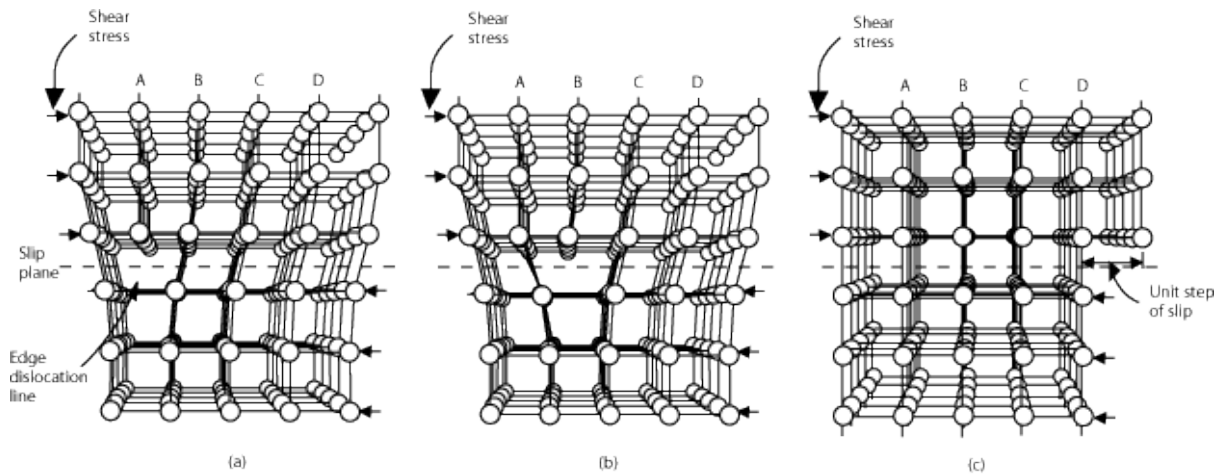 Shear
stress
A B C D
Slip
plane
Edge
dislocation
line
(a)
Shear
stress
A B C D
(b)
Shear
stress
A B C D
Unit step
of slip
(c)